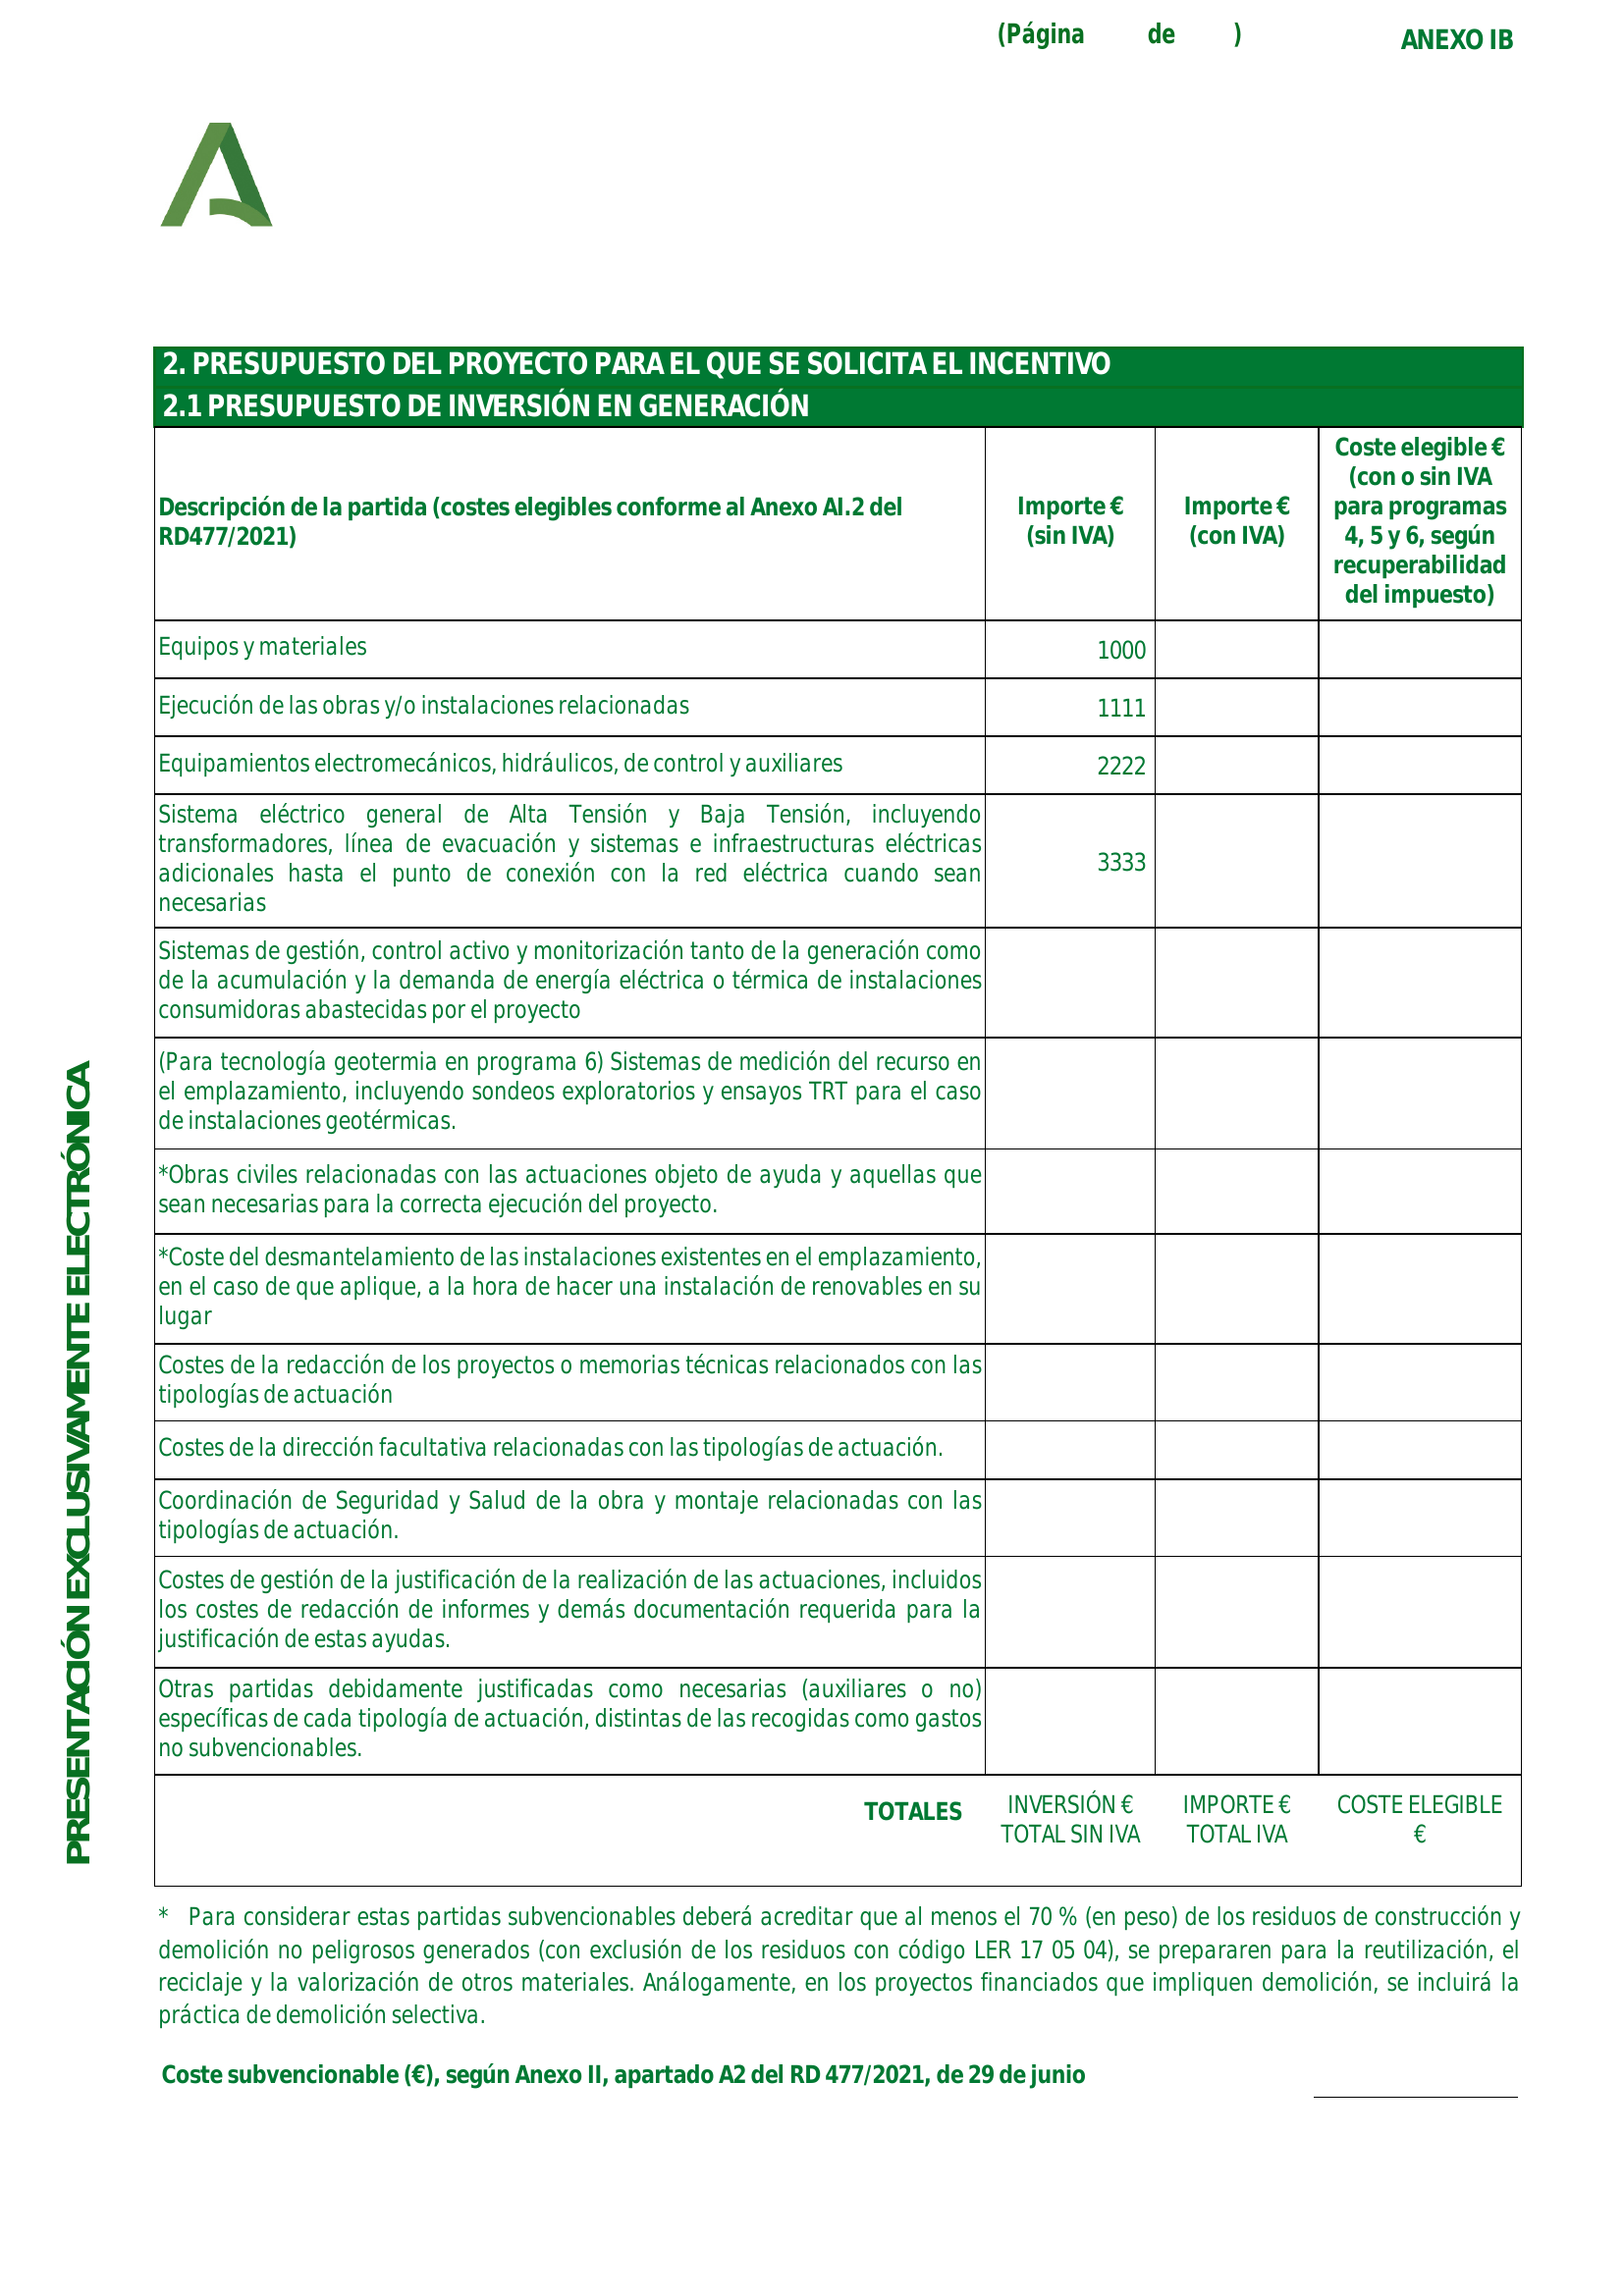 (Página de )
ANEXO IB
2. PRESUPUESTO DEL PROYECTO PARA EL QUE SE SOLICITA EL INCENTIVO
2.1 PRESUPUESTO DE INVERSIÓN EN GENERACIÓN
Descripción de la partida (costes elegibles conforme al Anexo AI.2 del
RD477/2021)
Importe €
(sin IVA)
Importe €
(con IVA)
Coste elegible €
(con o sin IVA
para programas
4, 5 y 6, según
recuperabilidad
del impuesto)
Equipos y materiales
1000
Ejecución de las obras y/o instalaciones relacionadas
1111
Equipamientos electromecánicos, hidráulicos, de control y auxiliares
2222
Sistema eléctrico general de Alta Tensión y Baja Tensión, incluyendo
transformadores, línea de evacuación y sistemas e infraestructuras eléctricas
adicionales hasta el punto de conexión con la red eléctrica cuando sean
necesarias
3333
Sistemas de gestión, control activo y monitorización tanto de la generación como
de la acumulación y la demanda de energía eléctrica o térmica de instalaciones
consumidoras abastecidas por el proyecto
(Para tecnología geotermia en programa 6) Sistemas de medición del recurso en
el emplazamiento, incluyendo sondeos exploratorios y ensayos TRT para el caso
de instalaciones geotérmicas.
*Obras civiles relacionadas con las actuaciones objeto de ayuda y aquellas que
sean necesarias para la correcta ejecución del proyecto.
*Coste del desmantelamiento de las instalaciones existentes en el emplazamiento,
en el caso de que aplique, a la hora de hacer una instalación de renovables en su
lugar
Costes de la redacción de los proyectos o memorias técnicas relacionados con las
tipologías de actuación
Costes de la dirección facultativa relacionadas con las tipologías de actuación.
Coordinación de Seguridad y Salud de la obra y montaje relacionadas con las
tipologías de actuación.
Costes de gestión de la justificación de la realización de las actuaciones, incluidos
los costes de redacción de informes y demás documentación requerida para la
justificación de estas ayudas.
Otras partidas debidamente justificadas como necesarias (auxiliares o no)
específicas de cada tipología de actuación, distintas de las recogidas como gastos
no subvencionables.
TOTALES
INVERSIÓN €
TOTAL SIN IVA
IMPORTE €
TOTAL IVA
COSTE ELEGIBLE
€
* Para considerar estas partidas subvencionables deberá acreditar que al menos el 70 % (en peso) de los residuos de construcción y
demolición no peligrosos generados (con exclusión de los residuos con código LER 17 05 04), se prepararen para la reutilización, el
reciclaje y la valorización de otros materiales. Análogamente, en los proyectos financiados que impliquen demolición, se incluirá la
práctica de demolición selectiva.
Coste subvencionable (€), según Anexo II, apartado A2 del RD 477/2021, de 29 de junio
PRESENTACIÓN EXCLUSIVAMENTE ELECTRÓNICA